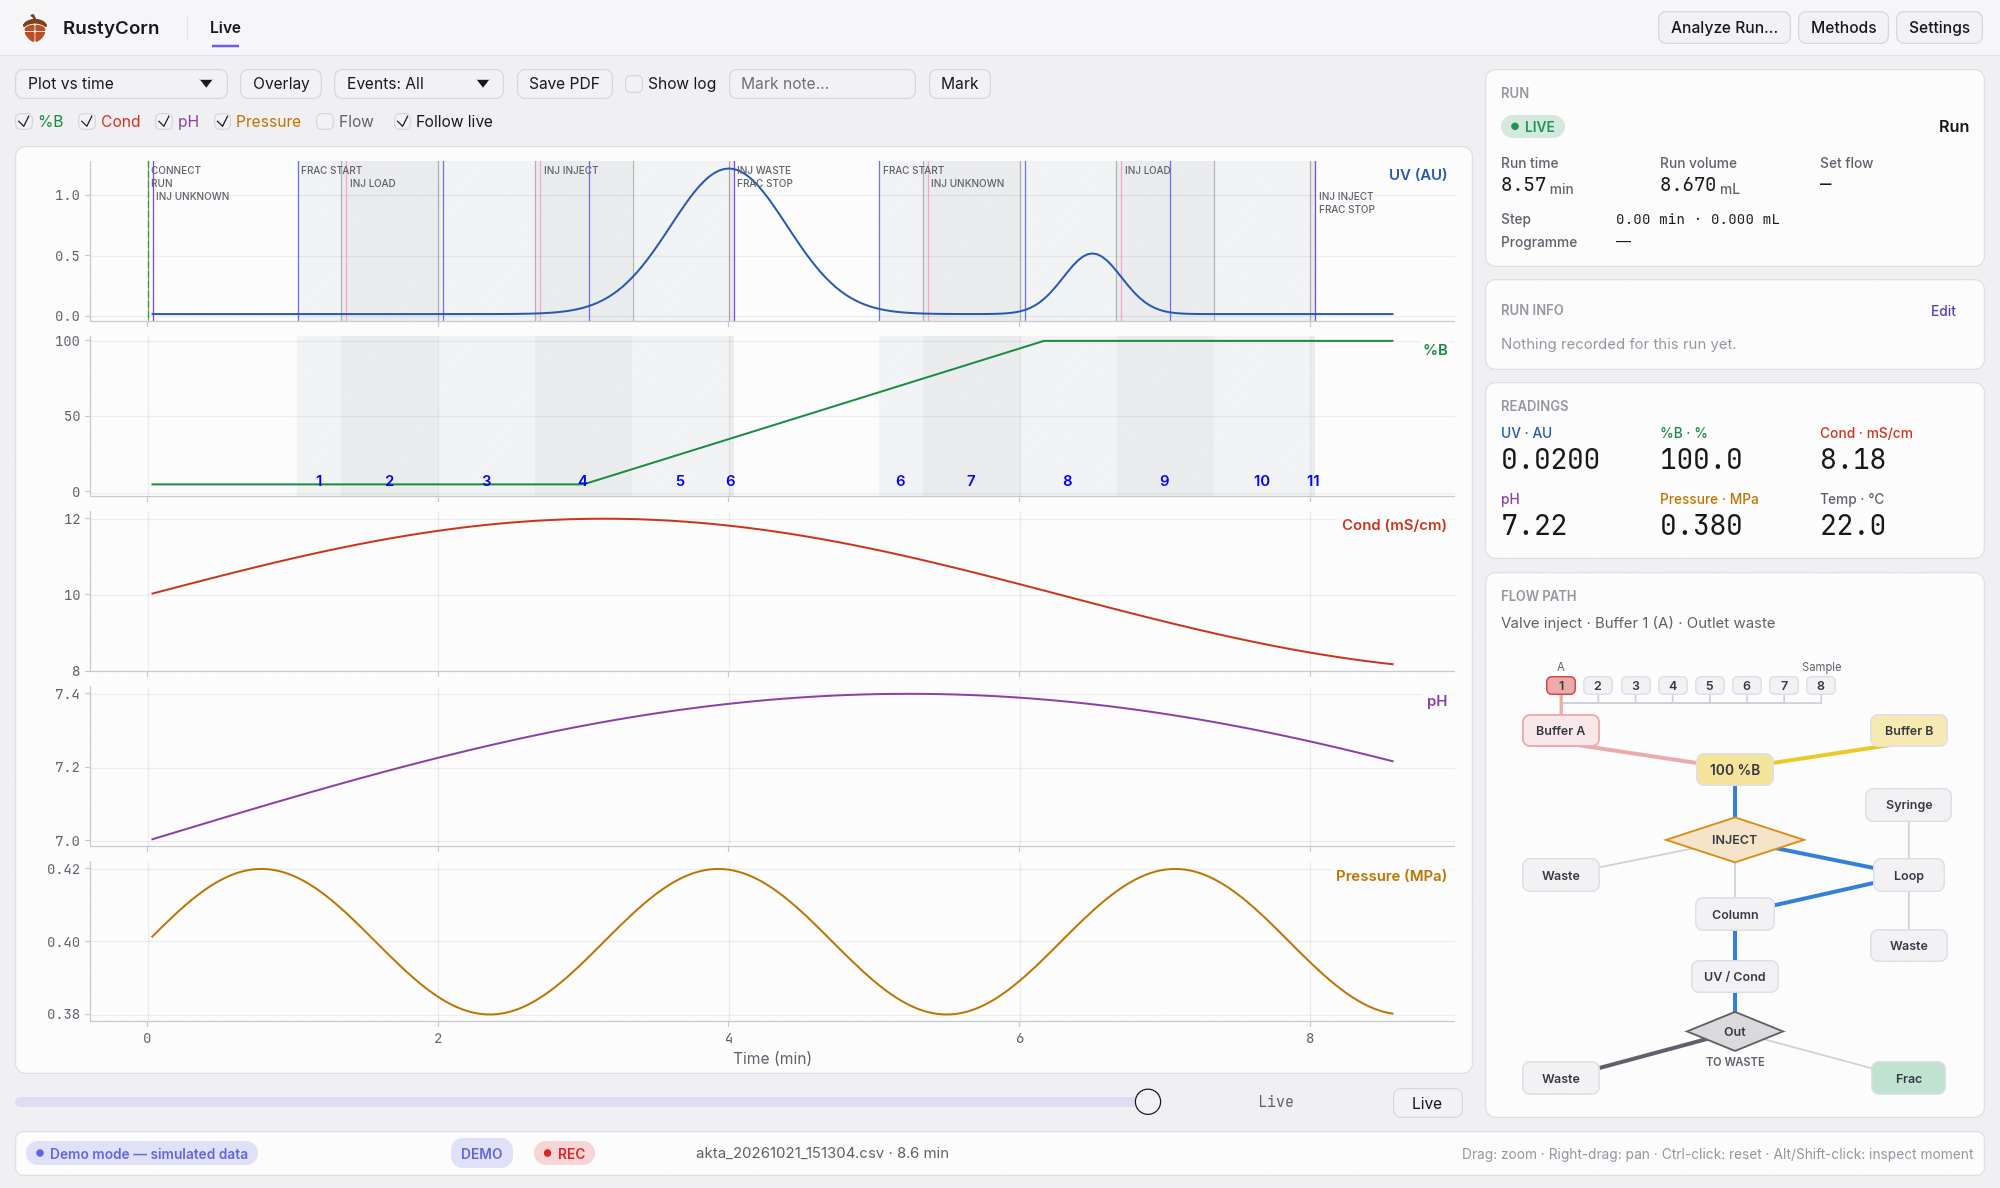 RustyCorn Live Analyze Run... Methods Settings
Plot vs time Overlay Events: All Save PDF Show log Mark note... Mark
%B Cond pH Pressure Flow Follow live
CONNECT FRAC START INJ INJECT INJ WASTE FRAC START INJ LOAD UV (AU)
RUN INJ LOAD FRAC STOP INJ UNKNOWN
INJ UNKNOWN INJ INJECT
FRAC STOP
1.0
0.5
0.0
100 %B
50
0
1 2 3 4 5 6 6 7 8 9 10 11
12 Cond (mS/cm)
10
8
7.4 pH
7.2
7.0
0.42 Pressure (MPa)
0.40
0.38
0 2 4 6 8
Time (min)
Live Live
RUN
LIVE Run
Run time Run volume Set flow
8.57 min 8.670 mL —
Step 0.00 min · 0.000 mL
Programme —
RUN INFO Edit
Nothing recorded for this run yet.
READINGS
UV · AU %B · % Cond · mS/cm
0.0200 100.0 8.18
pH Pressure · MPa Temp · °C
7.22 0.380 22.0
FLOW PATH
Valve inject · Buffer 1 (A) · Outlet waste
A Sample
1 2 3 4 5 6 7 8
Buffer A Buffer B
100 %B
Syringe
INJECT
Waste Loop
Column
Waste
UV / Cond
Out
TO WASTE
Waste Frac
Demo mode — simulated data DEMO REC akta_20261021_151304.csv · 8.6 min Drag: zoom · Right-drag: pan · Ctrl-click: reset · Alt/Shift-click: inspect moment